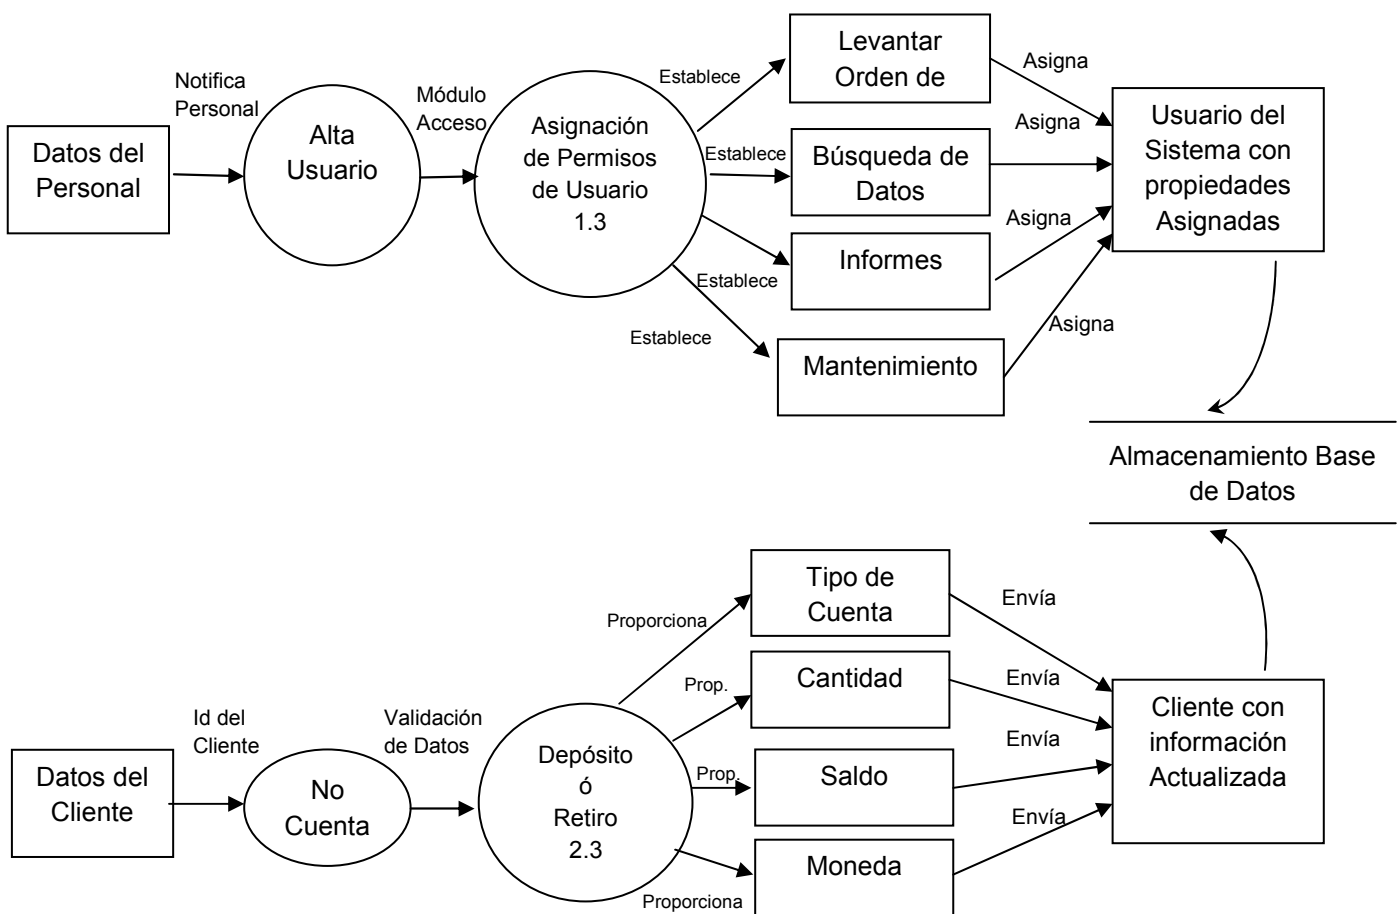 Notifica
Personal
Datos del
Personal
Alta
Usuario
Módulo
Acceso
Asignación
de Permisos
de Usuario
1.3
Establece
Establece
Establece
Establece
Levantar
Orden de
Búsqueda de
Datos
Informes
Mantenimiento
Asigna
Asigna
Asigna
Asigna
Usuario del
Sistema con
propiedades
Asignadas
Almacenamiento Base
de Datos
Datos del
Cliente
Id del
Cliente
No
Cuenta
Validación
de Datos
Depósito
ó
Retiro
2.3
Proporciona
Prop.
Prop.
Proporciona
Tipo de
Cuenta
Cantidad
Saldo
Moneda
Envía
Envía
Envía
Envía
Cliente con
información
Actualizada